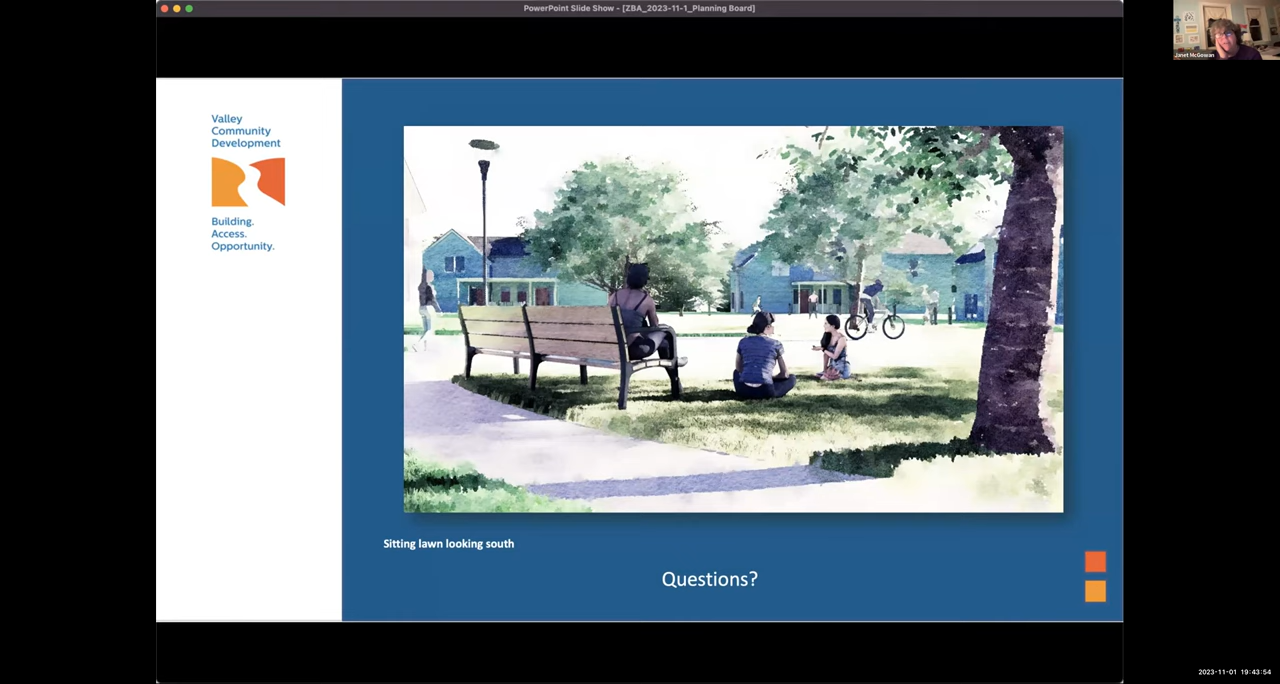 PowerPoint Slide Show - [ZBA_2023-11-1_Planning Board]
Janet McGowan
Valley
Community
Development
Building.
Access.
Opportunity.
Sitting lawn looking south
Questions?
2023-11-01 19:43:54